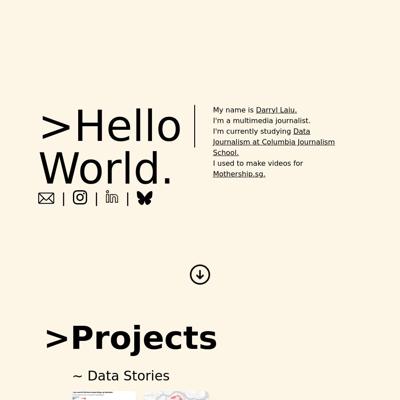 >Hello
World.
My name is Darryl Laiu.
I'm a multimedia journalist.
I'm currently studying Data
Journalism at Columbia Journalism
School.
I used to make videos for
Mothership.sg.
>Projects
~ Data Stories